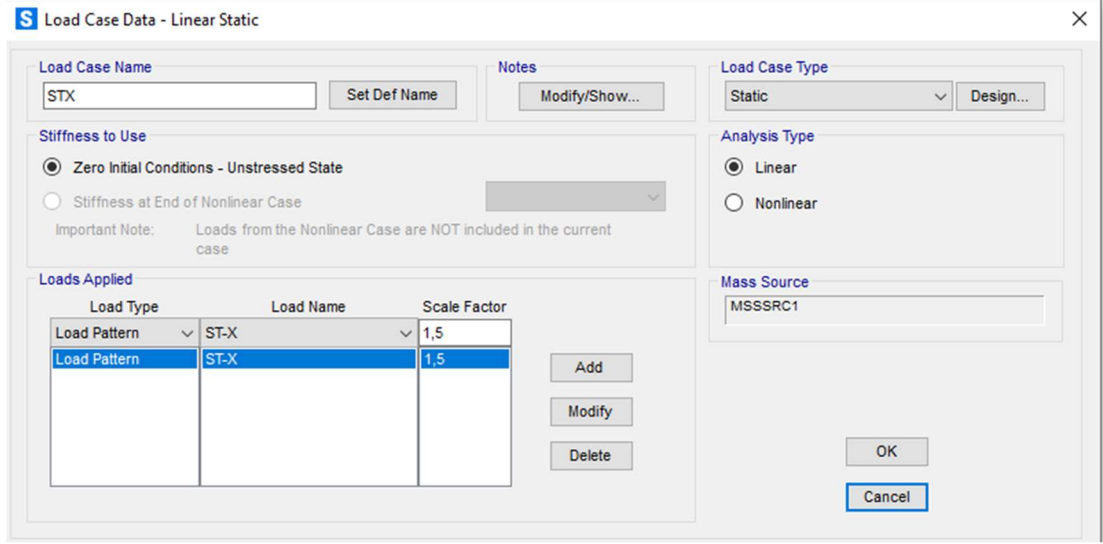 S Load Case Data - Linear Static
Load Case Name
STX
Set Def Name
Notes
Modify/Show...
Load Case Type
Static
Design...
Stiffness to Use
Zero Initial Conditions - Unstressed State
Stiffness at End of Nonlinear Case
Important Note: Loads from the Nonlinear Case are NOT included in the current
case
Analysis Type
Linear
Nonlinear
Loads Applied
Load Type Load Name Scale Factor
Load Pattern ST-X 1,5
Load Pattern ST-X 1,5
Add
Modify
Delete
Mass Source
MSSSRC1
OK
Cancel